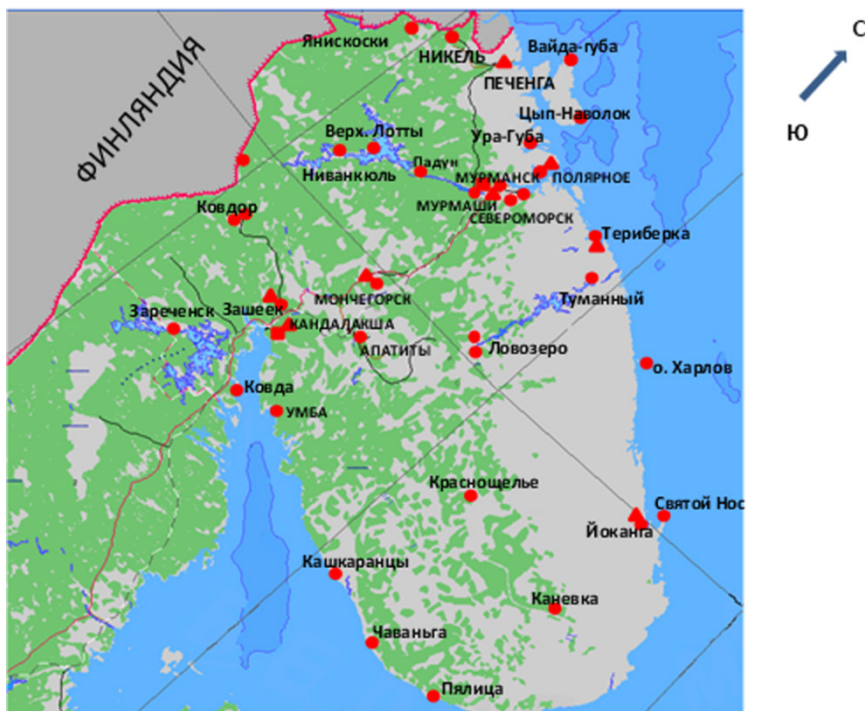 С
Ю
ФИНЛЯНДИЯ
Янискоски
НИКЕЛЬ
Вайда-губа
ПЕЧЕНГА
Цып-Наволок
Ура-Губа
Верх. Лотты
Падун
Ниванкюль
МУРМАНСК
ПОЛЯРНОЕ
МУРМАШИ
СЕВЕРОМОРСК
Ковдор
Териберка
Туманный
МОНЧЕГОРСК
Зареченск
Зашеек
КАНДАЛАКША
АПАТИТЫ
Ловозеро
о. Харлов
Ковда
УМБА
Краснощелье
Святой Нос
Йоканга
Кашкаранцы
Каневка
Чаваньга
Пялица